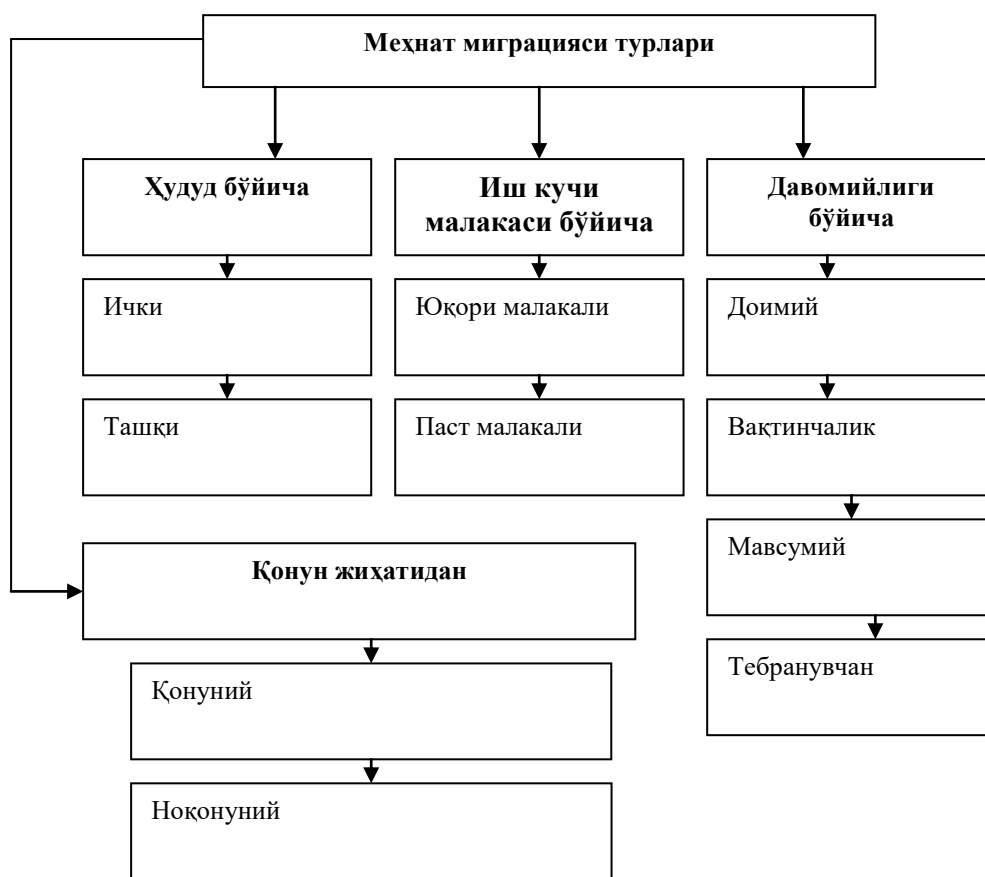 Меҳнат миграцияси турлари
Ҳудуд бўйича
Ички
Ташқи
Иш кучи
малакаси бўйича
Юқори малакали
Паст малакали
Давомийлиги
бўйича
Доимий
Вақтинчалик
Мавсумий
Тебранувчан
Қонун жиҳатидан
Қонуний
Ноқонуний